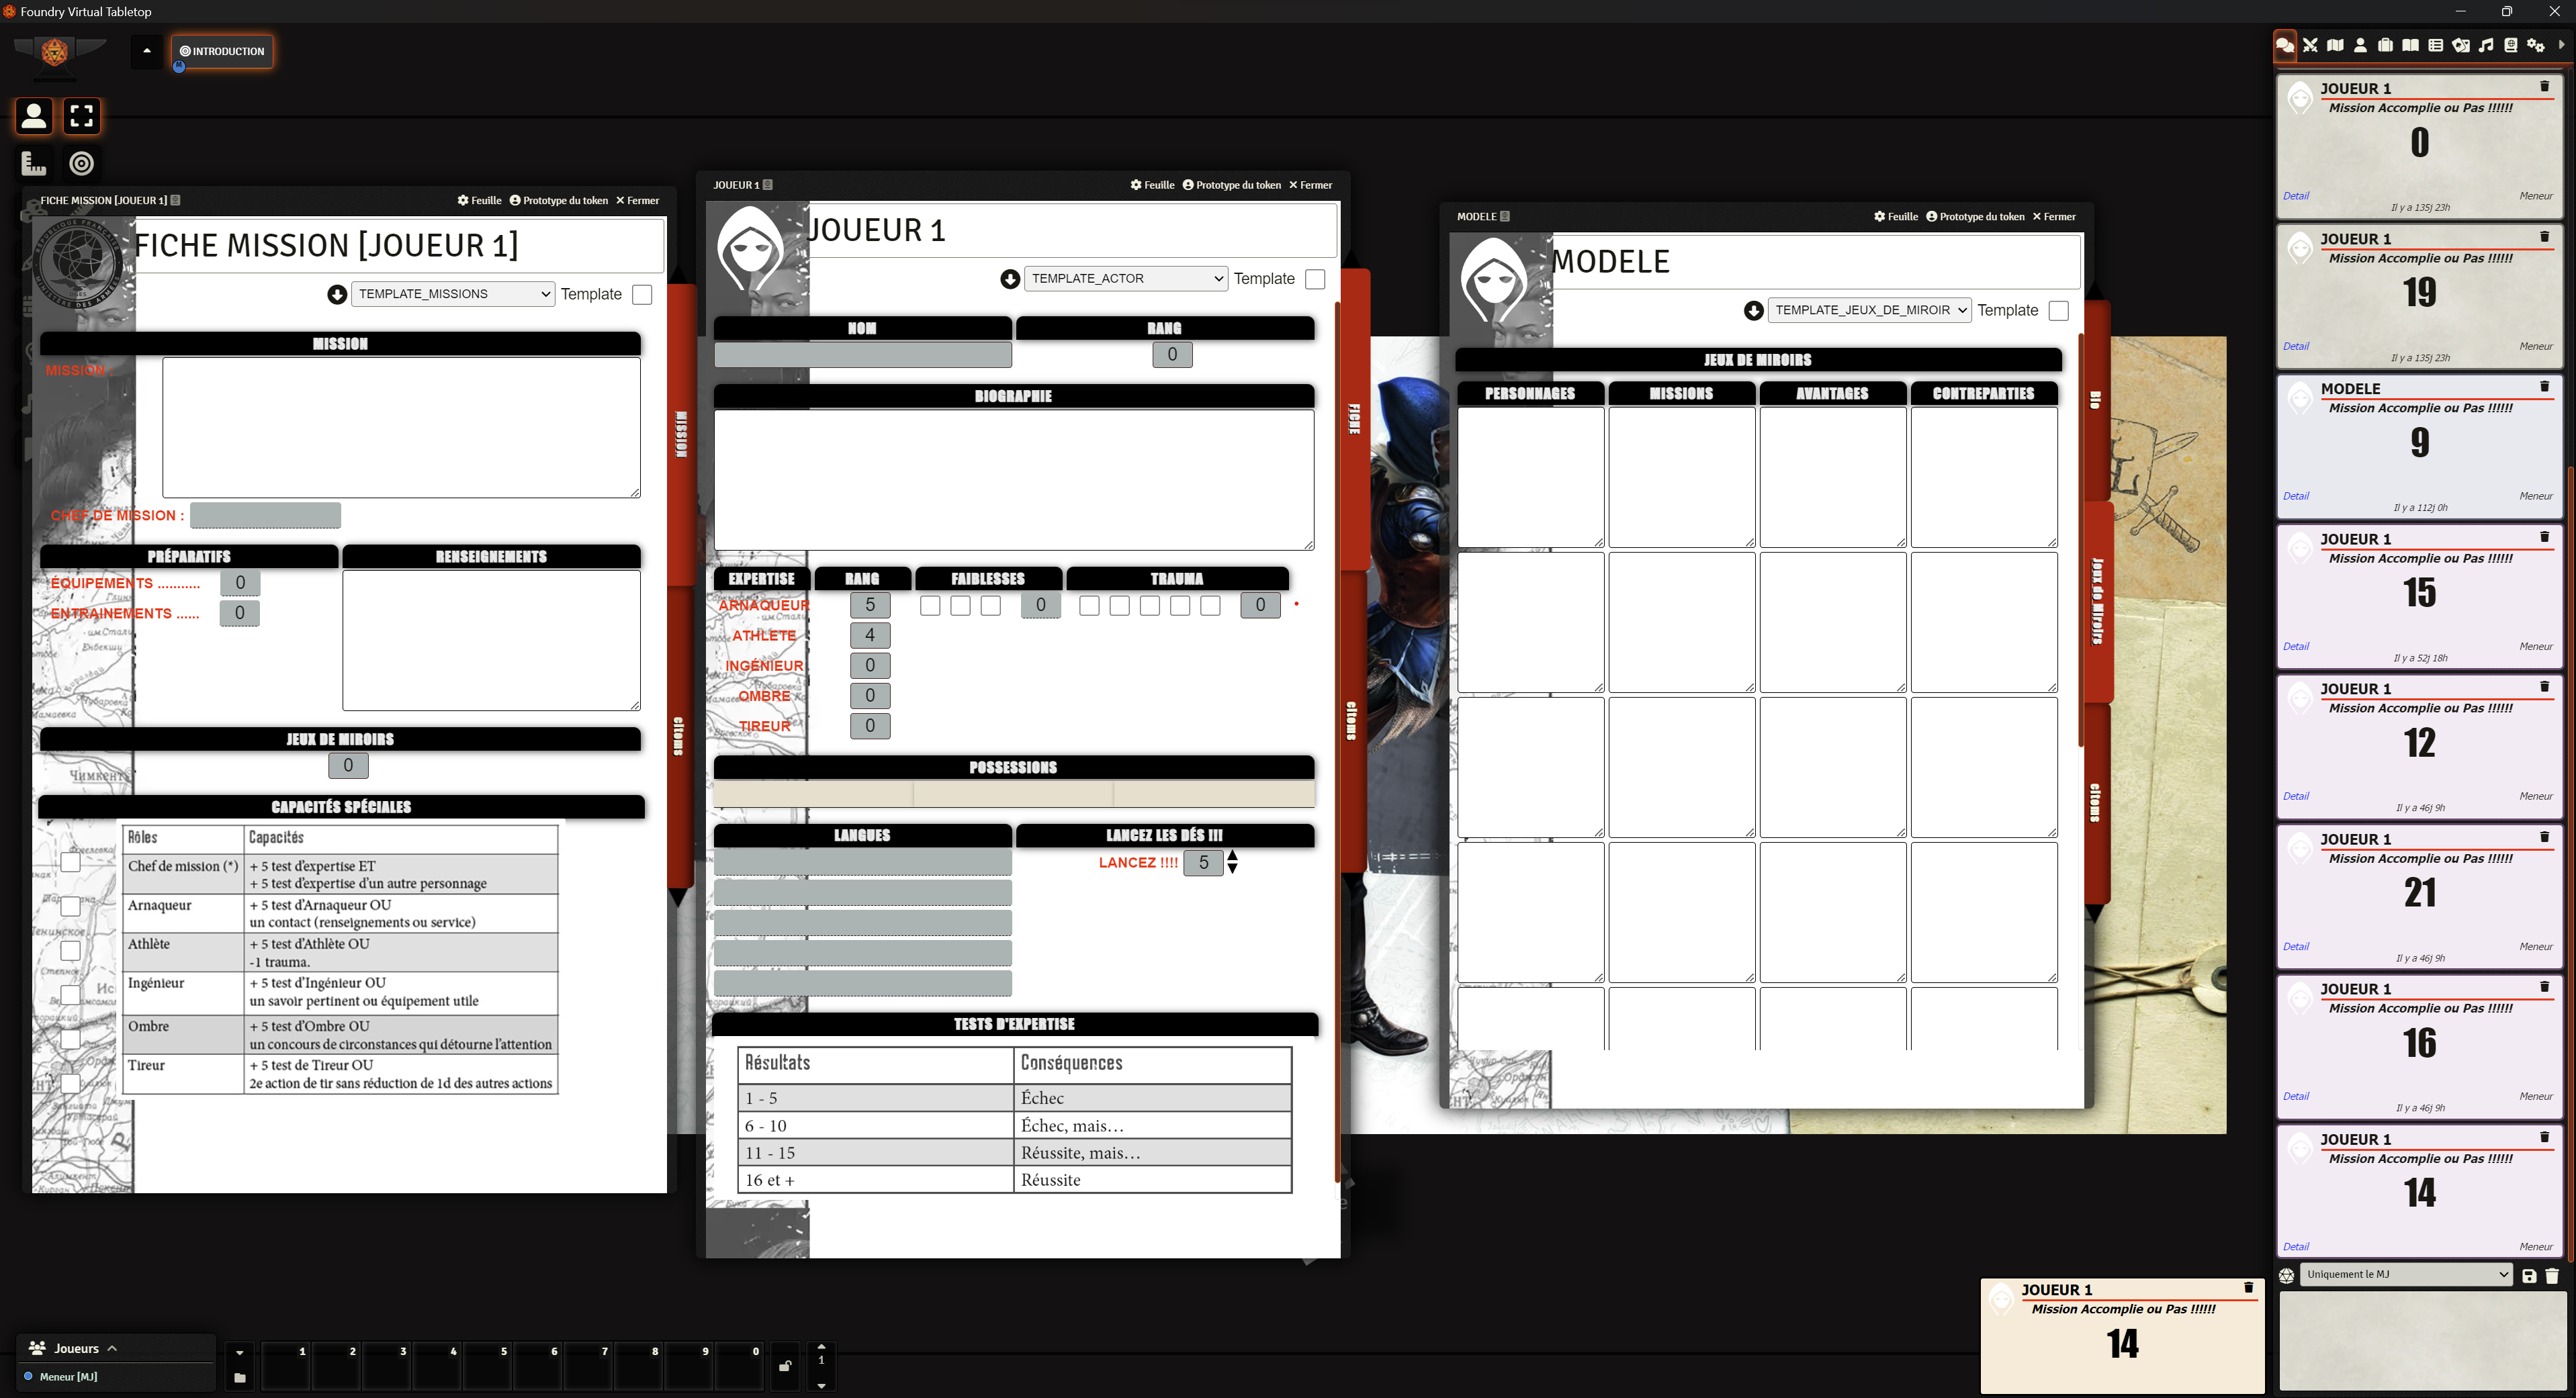 Foundry Virtual Tabletop
INTRODUCTION
M
FICHE MISSION [JOUEUR 1]
Feuille Prototype du token Fermer
FICHE MISSION [JOUEUR 1]
TEMPLATE_MISSIONS Template
MISSION
MISSION :
CHEF DE MISSION :
PRÉPARATIFS RENSEIGNEMENTS
ÉQUIPEMENTS ........... 0
ENTRAINEMENTS ...... 0
JEUX DE MIROIRS
0
CAPACITÉS SPÉCIALES
Rôles Capacités
Chef de mission (*) + 5 test d'expertise ET
+ 5 test d'expertise d'un autre personnage
Arnaqueur + 5 test d'Arnaqueur OU
un contact (renseignements ou service)
Athlète + 5 test d'Athlète OU
-1 trauma.
Ingénieur + 5 test d'Ingénieur OU
un savoir pertinent ou équipement utile
Ombre + 5 test d'Ombre OU
un concours de circonstances qui détourne l'attention
Tireur + 5 test de Tireur OU
2e action de tir sans réduction de 1d des autres actions
MISSION
citems
JOUEUR 1
Feuille Prototype du token Fermer
JOUEUR 1
TEMPLATE_ACTOR Template
NOM RANG
0
BIOGRAPHIE
EXPERTISE RANG FAIBLESSES TRAUMA
ARNAQUEUR 5 0 0
ATHLÈTE 4
INGÉNIEUR 0
OMBRE 0
TIREUR 0
POSSESSIONS
LANGUES LANCEZ LES DÉS !!!
LANCEZ !!!! 5
TESTS D'EXPERTISE
Résultats Conséquences
1 - 5 Échec
6 - 10 Échec, mais…
11 - 15 Réussite, mais…
16 et + Réussite
FICHE
citems
MODELE
Feuille Prototype du token Fermer
MODELE
TEMPLATE_JEUX_DE_MIROIR Template
JEUX DE MIROIRS
PERSONNAGES MISSIONS AVANTAGES CONTREPARTIES
Bio
Jeux de Miroirs
citems
JOUEUR 1
Mission Accomplie ou Pas !!!!!!
0
Detail Meneur
Il y a 135j 23h
JOUEUR 1
Mission Accomplie ou Pas !!!!!!
19
Detail Meneur
Il y a 135j 23h
MODELE
Mission Accomplie ou Pas !!!!!!
9
Detail Meneur
Il y a 112j 0h
JOUEUR 1
Mission Accomplie ou Pas !!!!!!
15
Detail Meneur
Il y a 52j 18h
JOUEUR 1
Mission Accomplie ou Pas !!!!!!
12
Detail Meneur
Il y a 46j 9h
JOUEUR 1
Mission Accomplie ou Pas !!!!!!
21
Detail Meneur
Il y a 46j 9h
JOUEUR 1
Mission Accomplie ou Pas !!!!!!
16
Detail Meneur
Il y a 46j 9h
JOUEUR 1
Mission Accomplie ou Pas !!!!!!
14
Detail Meneur
Uniquement le MJ
JOUEUR 1
Mission Accomplie ou Pas !!!!!!
14
Joueurs
Meneur [MJ]
1 2 3 4 5 6 7 8 9 0
1